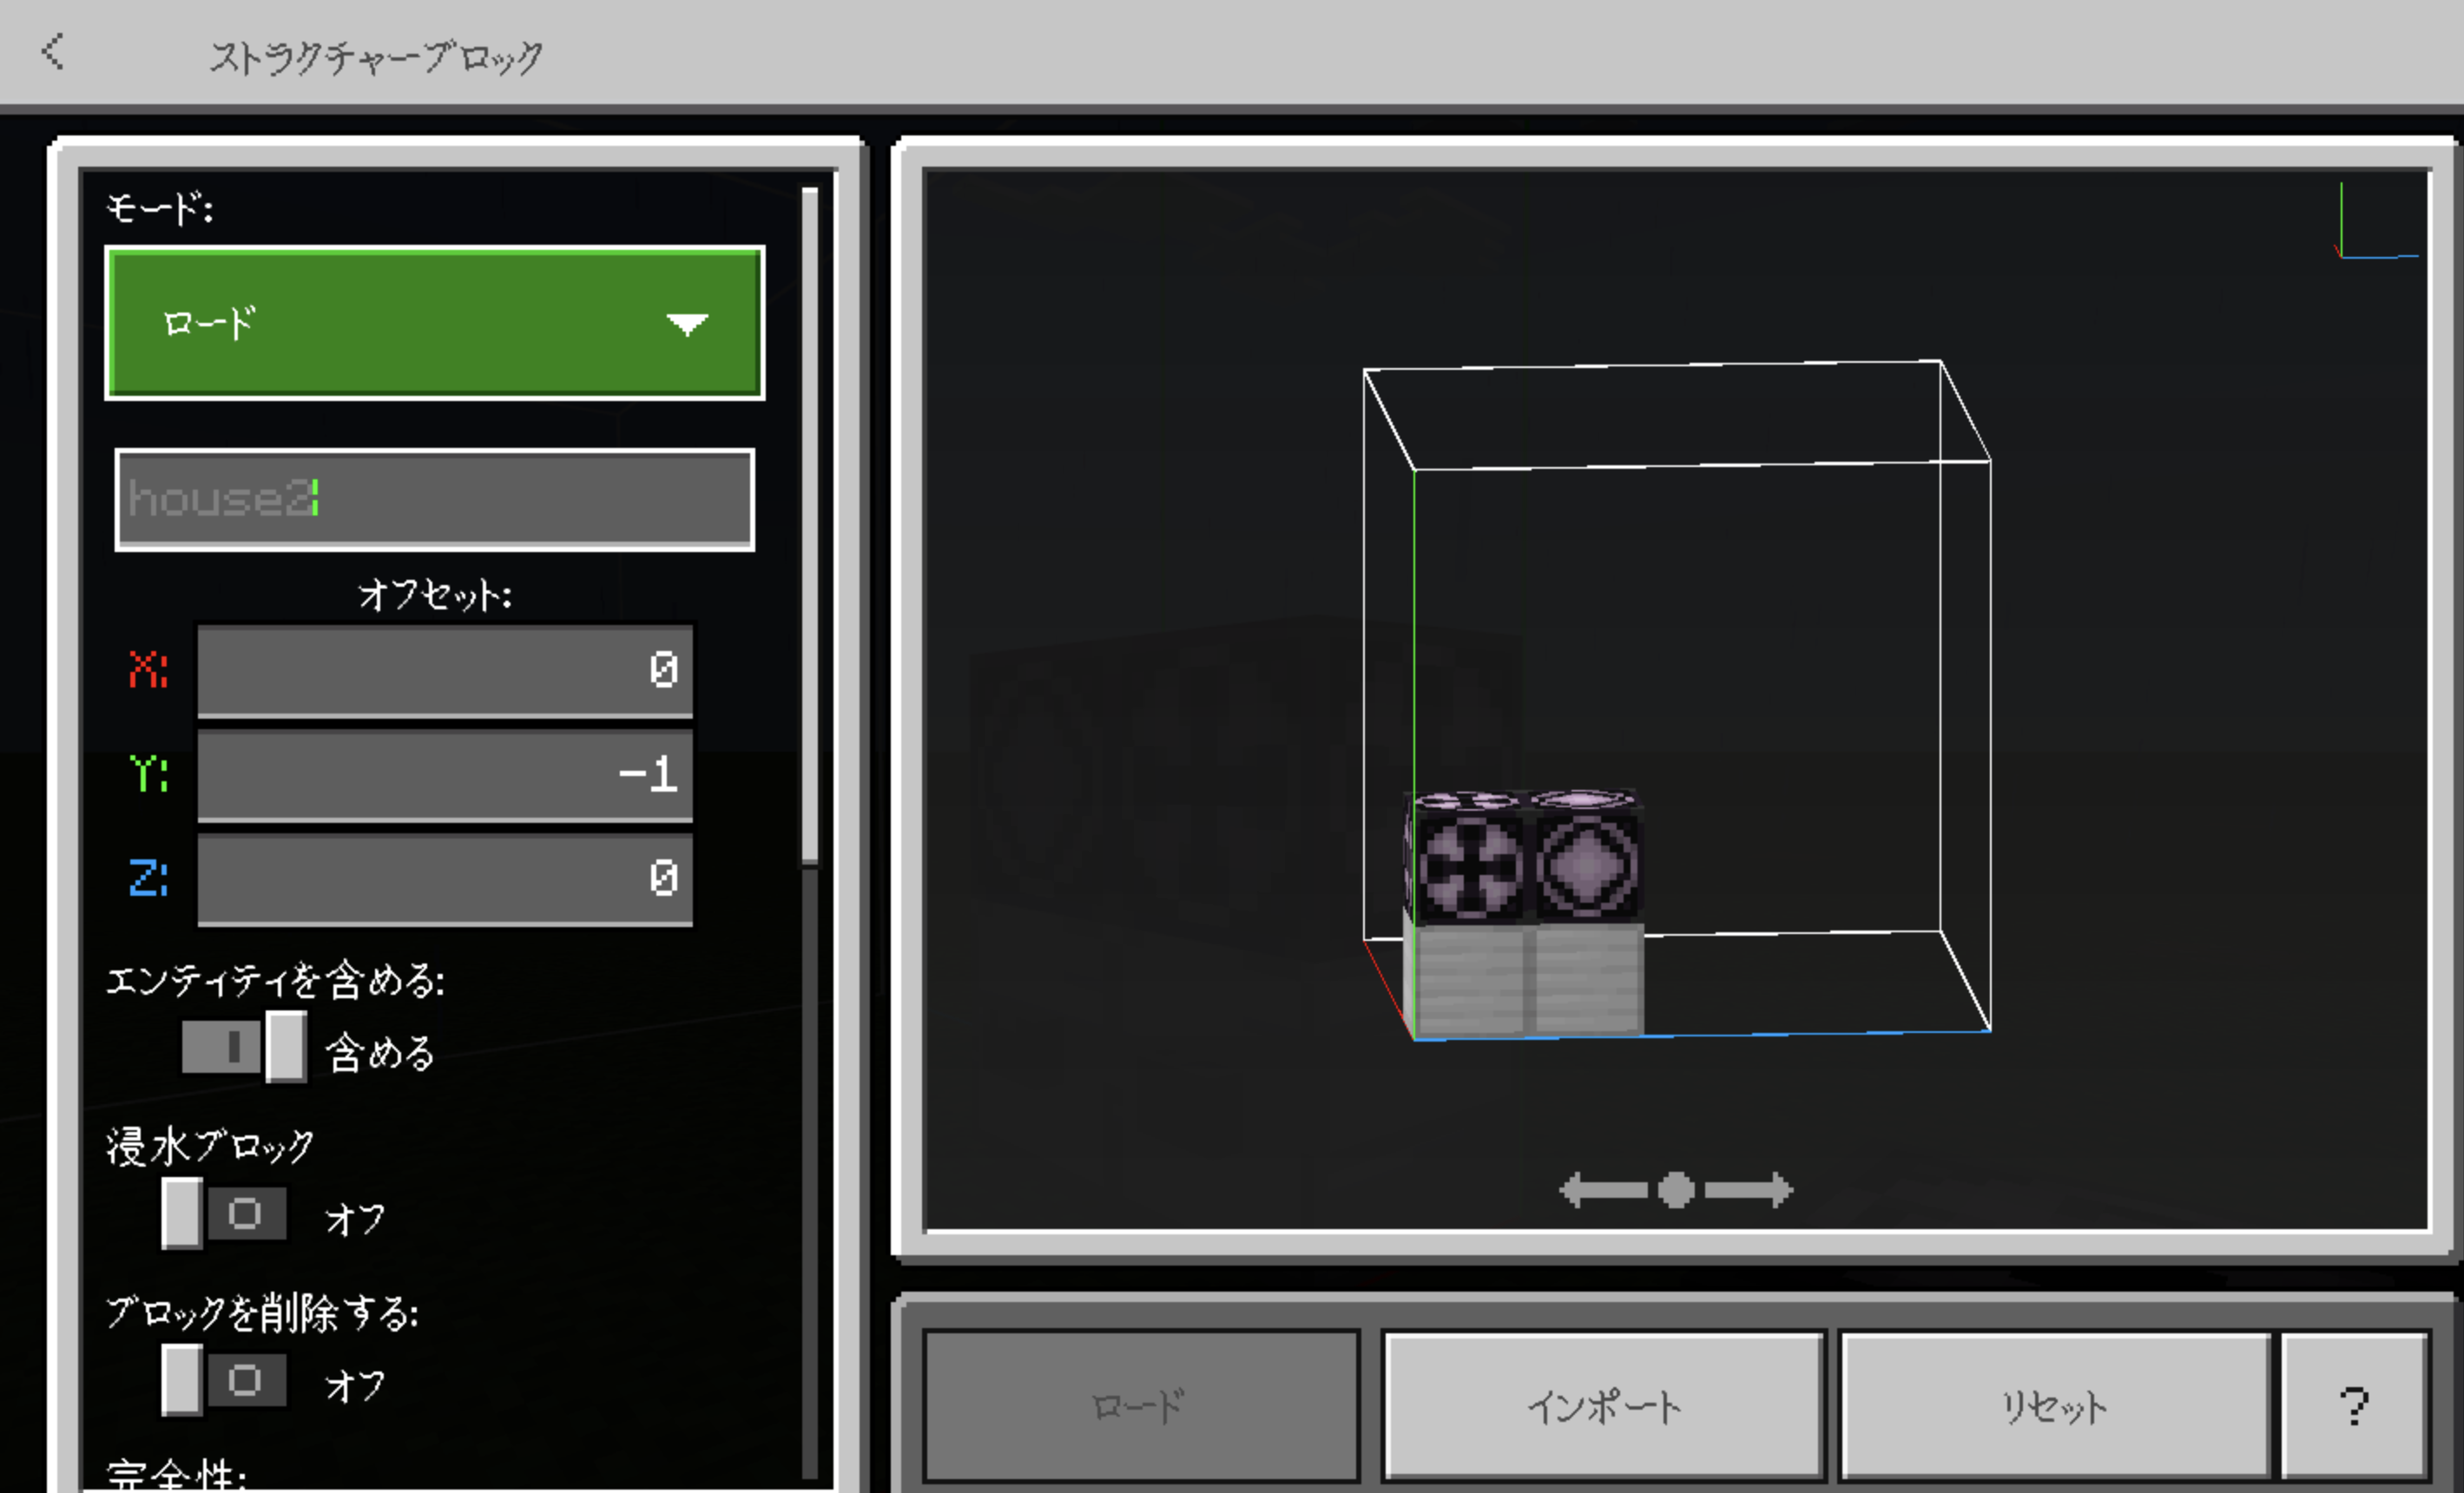 ストラクチャーブロック
モード:
ロード
house2
オフセット:
X: 0
Y: -1
Z: 0
エンティティを含める:
含める
浸水ブロック
オフ
ブロックを削除する:
オフ
完全性:
ロード
インポート
リセット
?